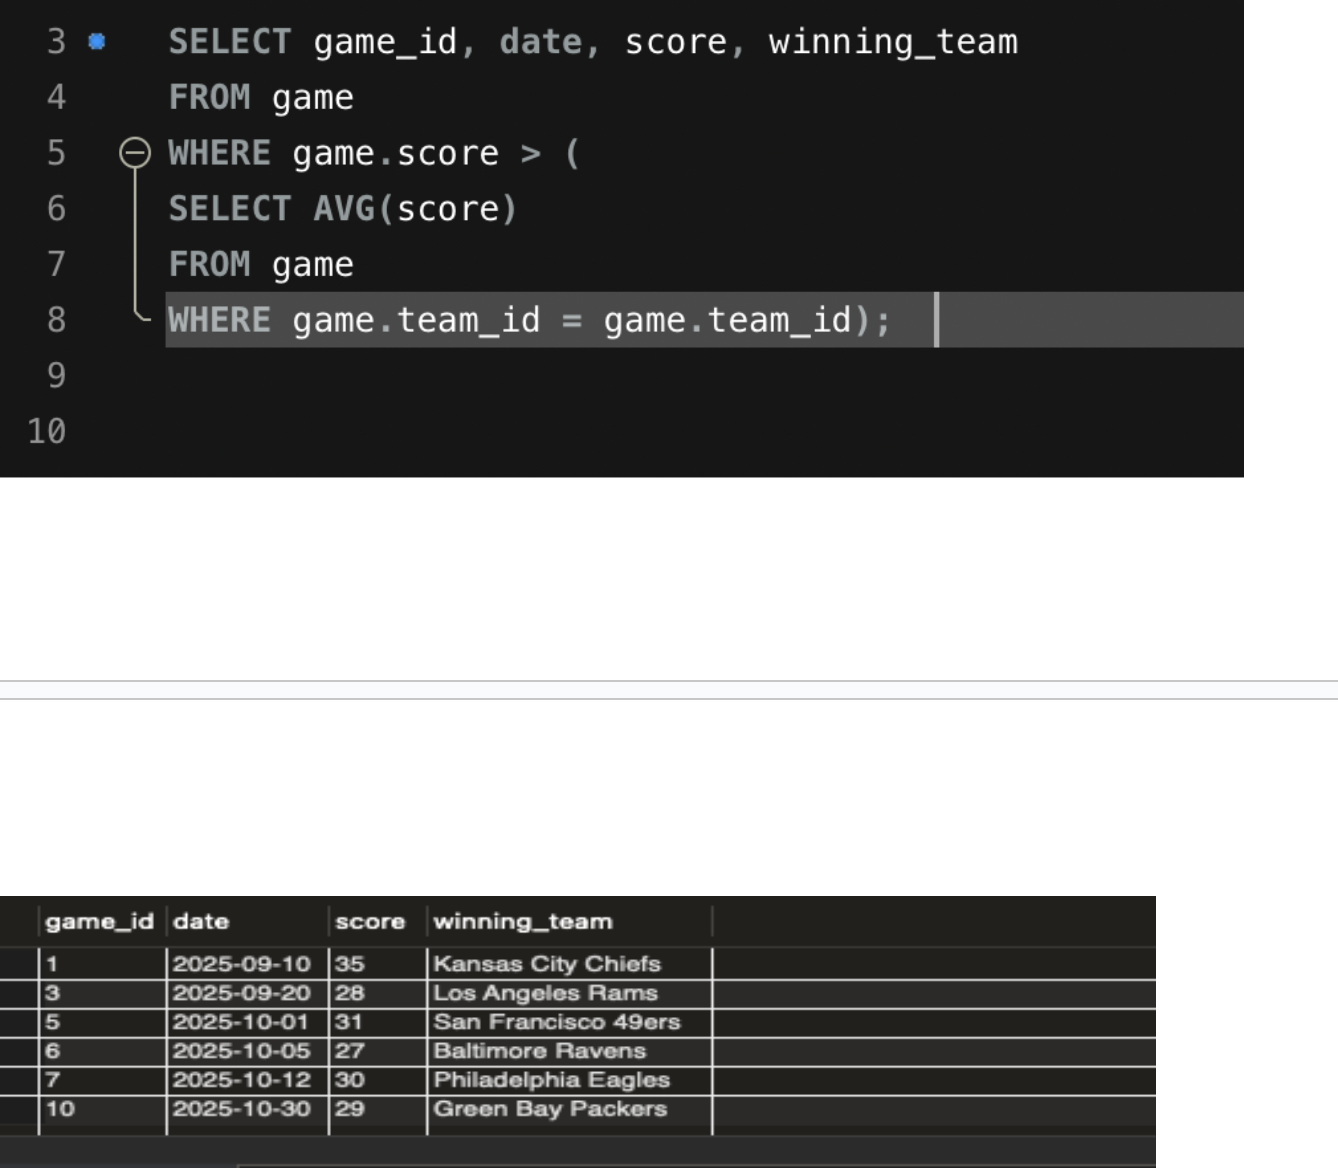 3 SELECT game_id, date, score, winning_team
4 FROM game
5 WHERE game.score > (
6 SELECT AVG(score)
7 FROM game
8 WHERE game.team_id = game.team_id);
9
10
game_id date score winning_team
1 2025-09-10 35 Kansas City Chiefs
3 2025-09-20 28 Los Angeles Rams
5 2025-10-01 31 San Francisco 49ers
6 2025-10-05 27 Baltimore Ravens
7 2025-10-12 30 Philadelphia Eagles
10 2025-10-30 29 Green Bay Packers